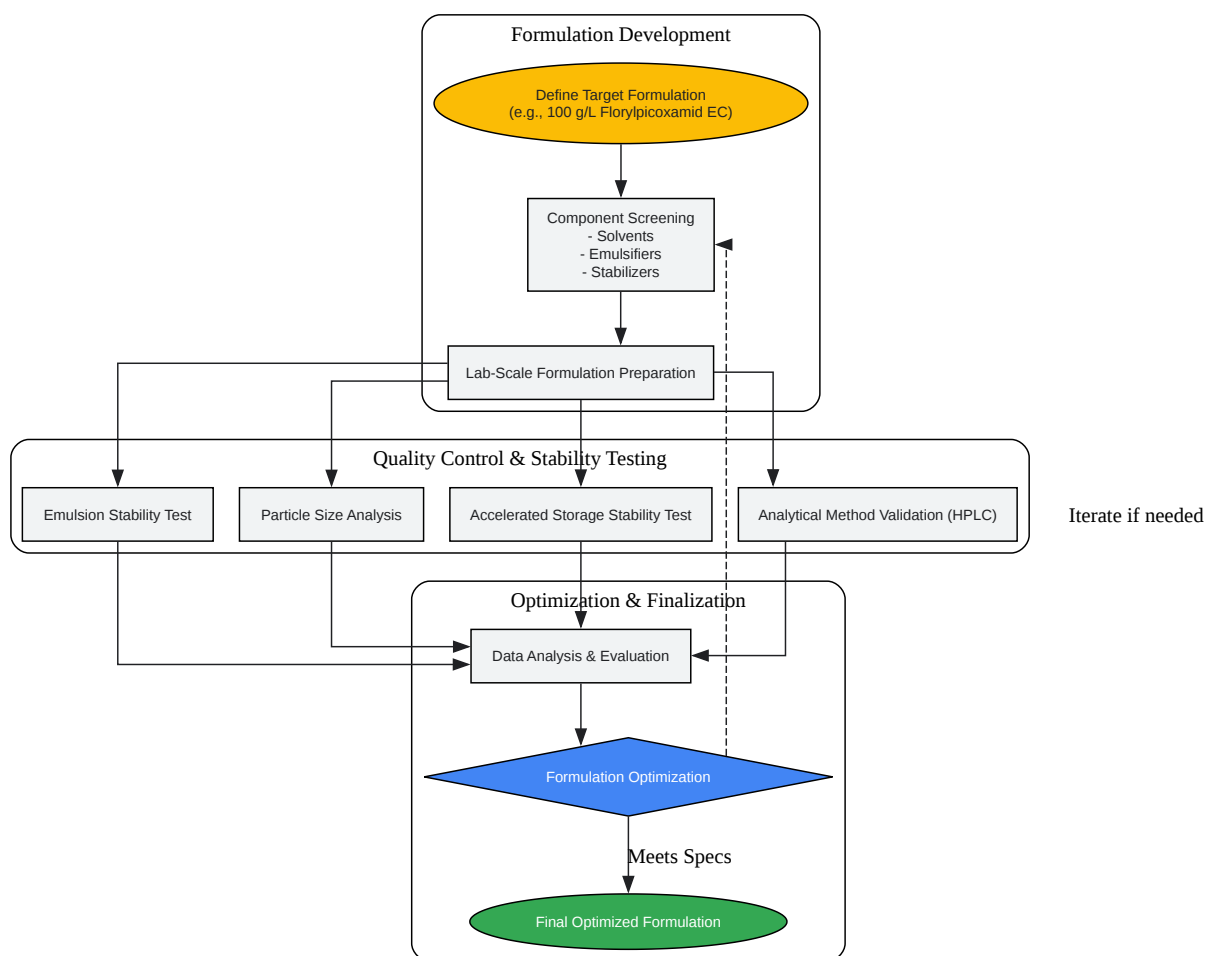 Formulation Development
Define Target Formulation
(e.g., 100 g/L Florylpicoxamid EC)
Component Screening
- Solvents
- Emulsifiers
- Stabilizers
Lab-Scale Formulation Preparation
Quality Control & Stability Testing
Emulsion Stability Test
Particle Size Analysis
Accelerated Storage Stability Test
Analytical Method Validation (HPLC)
Iterate if needed
Optimization & Finalization
Data Analysis & Evaluation
Formulation Optimization
Meets Specs
Final Optimized Formulation